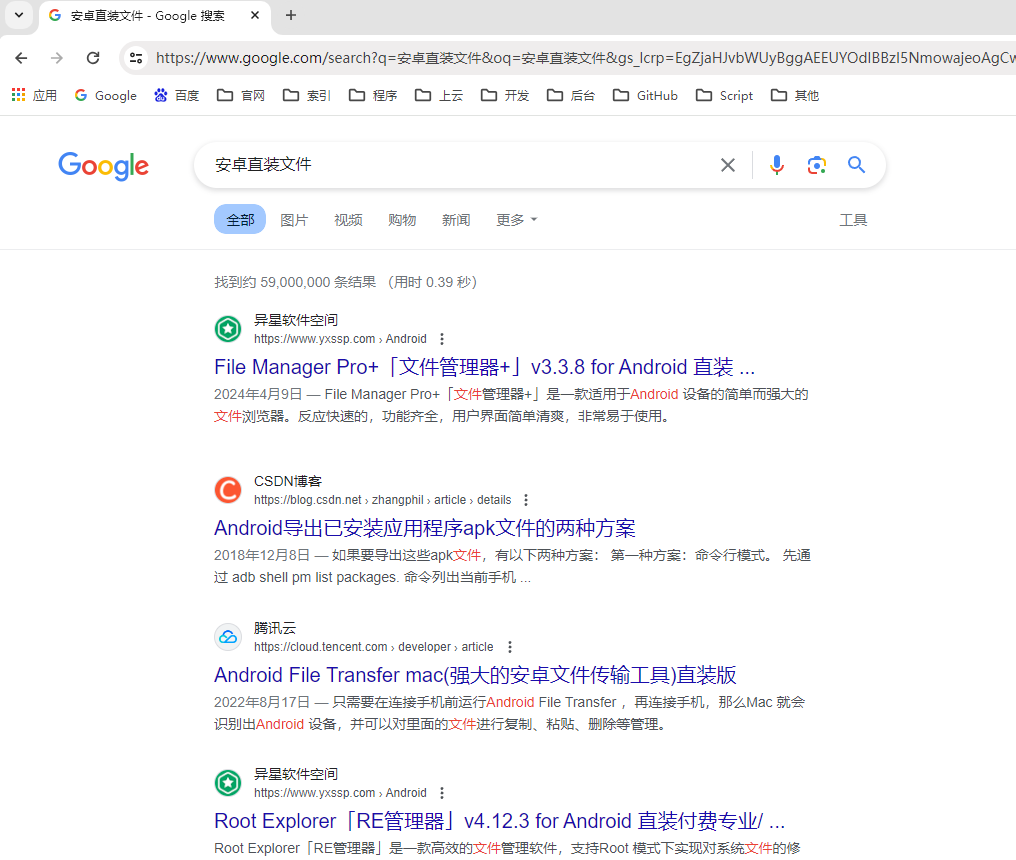 安卓直装文件 - Google 搜索
https://www.google.com/search?q=安卓直装文件&oq=安卓直装文件&gs_lcrp=EgZjaHJvbWUyBggAEEUYOdIBBzI5NmowajeoAgCw
应用 Google 百度 官网 索引 程序 上云 开发 后台 GitHub Script 其他
Google
安卓直装文件
全部 图片 视频 购物 新闻 更多 工具
找到约 59,000,000 条结果 （用时 0.39 秒）
异星软件空间
https://www.yxssp.com › Android
File Manager Pro+「文件管理器+」v3.3.8 for Android 直装 ...
2024年4月9日 — File Manager Pro+「文件管理器+」是一款适用于Android 设备的简单而强大的
文件浏览器。反应快速的，功能齐全，用户界面简单清爽，非常易于使用。
CSDN博客
https://blog.csdn.net › zhangphil › article › details
Android导出已安装应用程序apk文件的两种方案
2018年12月8日 — 如果要导出这些apk文件，有以下两种方案： 第一种方案：命令行模式。 先通
过 adb shell pm list packages. 命令列出当前手机 ...
腾讯云
https://cloud.tencent.com › developer › article
Android File Transfer mac(强大的安卓文件传输工具)直装版
2022年8月17日 — 只需要在连接手机前运行Android File Transfer ，再连接手机，那么Mac 就会
识别出Android 设备，并可以对里面的文件进行复制、粘贴、删除等管理。
异星软件空间
https://www.yxssp.com › Android
Root Explorer「RE管理器」v4.12.3 for Android 直装付费专业/ ...
Root Explorer「RE管理器」是一款高效的文件管理软件，支持Root 模式下实现对系统文件的修